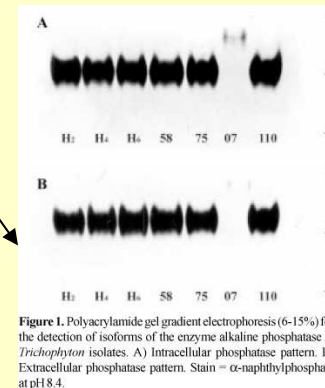 A
H₂ H₄ H₆ 58 75 07 110
B
H₂ H₄ H₆ 58 75 07 110
Figure 1. Polyacrylamide gel gradient electrophoresis (6-15%) f
the detection of isoforms of the enzyme alkaline phosphatase
Trichophyton isolates. A) Intracellular phosphatase pattern.
Extracellular phosphatase pattern. Stain = α-naphthylphospha
at pH 8.4.